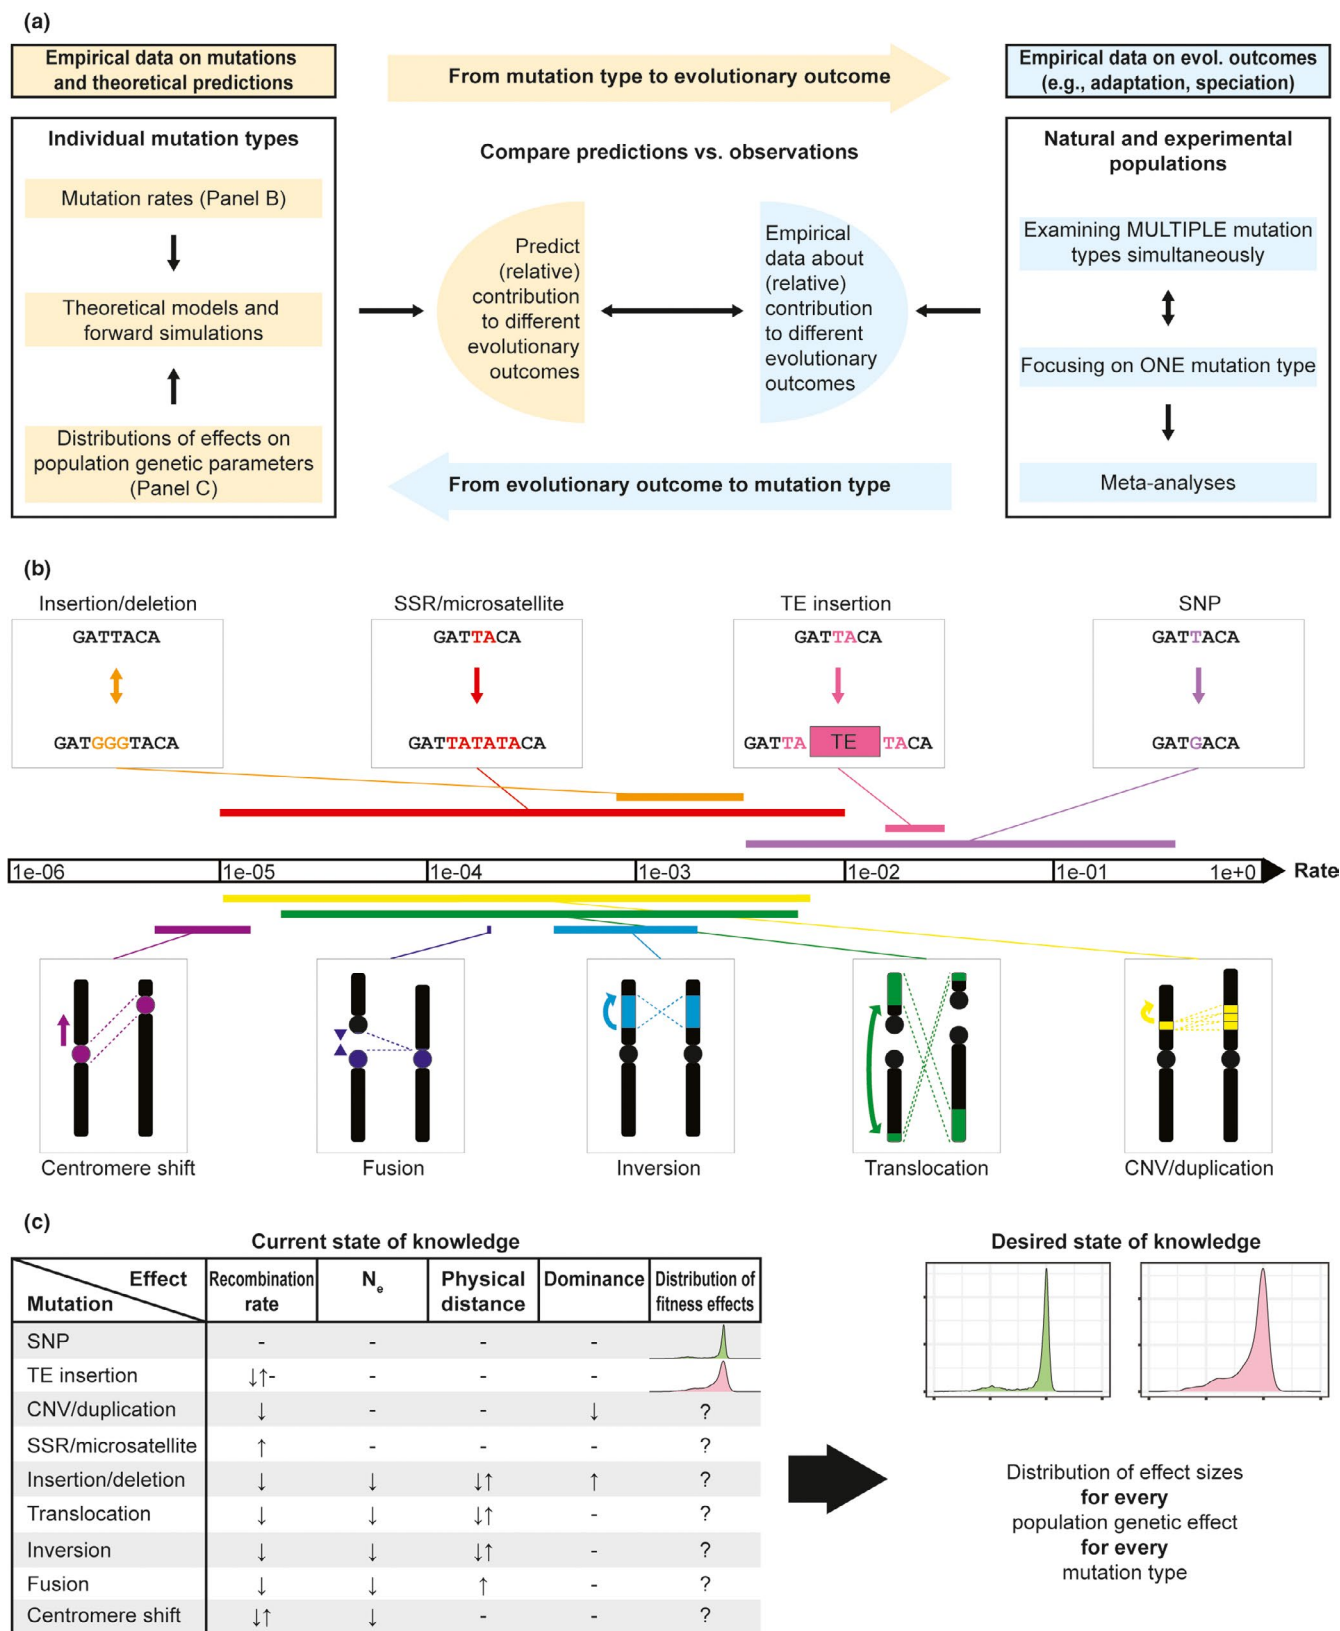 (a)
Empirical data on mutations
and theoretical predictions
From mutation type to evolutionary outcome
Empirical data on evol. outcomes
(e.g., adaptation, speciation)
Individual mutation types
Mutation rates (Panel B)
Theoretical models and
forward simulations
Distributions of effects on
population genetic parameters
(Panel C)
Compare predictions vs. observations
Predict
(relative)
contribution
to different
evolutionary
outcomes
Empirical
data about
(relative)
contribution
to different
evolutionary
outcomes
From evolutionary outcome to mutation type
Natural and experimental
populations
Examining MULTIPLE mutation
types simultaneously
Focusing on ONE mutation type
Meta-analyses
(b)
Insertion/deletion
GATTACA
GATGGGTACA
SSR/microsatellite
GATTACA
GATTATATACA
TE insertion
GATTACA
GATTA TE TACA
SNP
GATTACA
GATGACA
1e-06 1e-05 1e-04 1e-03 1e-02 1e-01 1e+0 Rate
Centromere shift
Fusion
Inversion
Translocation
CNV/duplication
(c)
Current state of knowledge
Effect
Mutation
Recombination
rate
Ne
Physical
distance
Dominance
Distribution of
fitness effects
SNP - - - -
TE insertion ↓↑- - - -
CNV/duplication ↓ - - ↓ ?
SSR/microsatellite ↑ - - - ?
Insertion/deletion ↓ ↓ ↓↑ ↑ ?
Translocation ↓ ↓ ↓↑ - ?
Inversion ↓ ↓ ↓↑ - ?
Fusion ↓ ↓ ↑ - ?
Centromere shift ↓↑ ↓ - - ?
Desired state of knowledge
Distribution of effect sizes
for every
population genetic effect
for every
mutation type